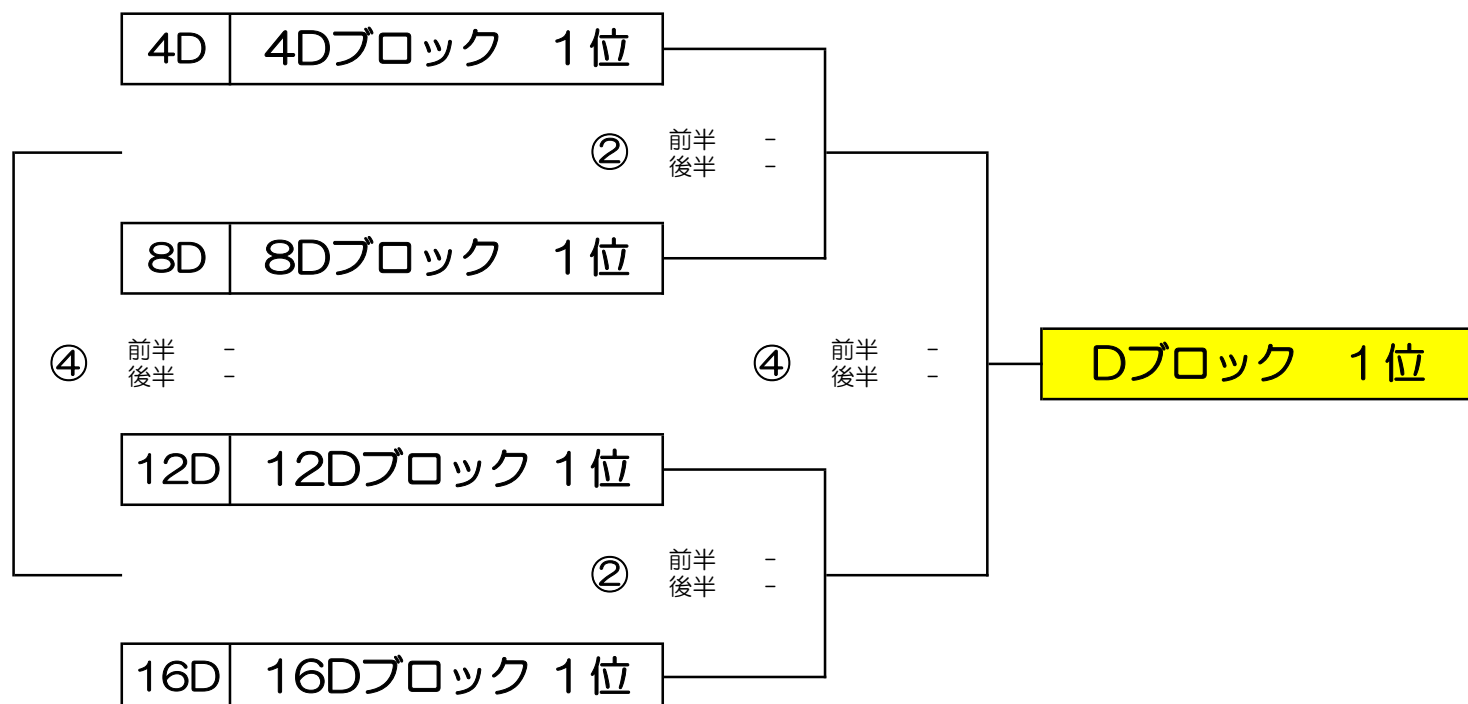 4D 4Dブロック　１位
② 前半 -
後半 -
8D 8Dブロック　１位
④ 前半 -
後半 -
④ 前半 -
後半 -
Dブロック　１位
12D 12Dブロック １位
② 前半 -
後半 -
16D 16Dブロック １位